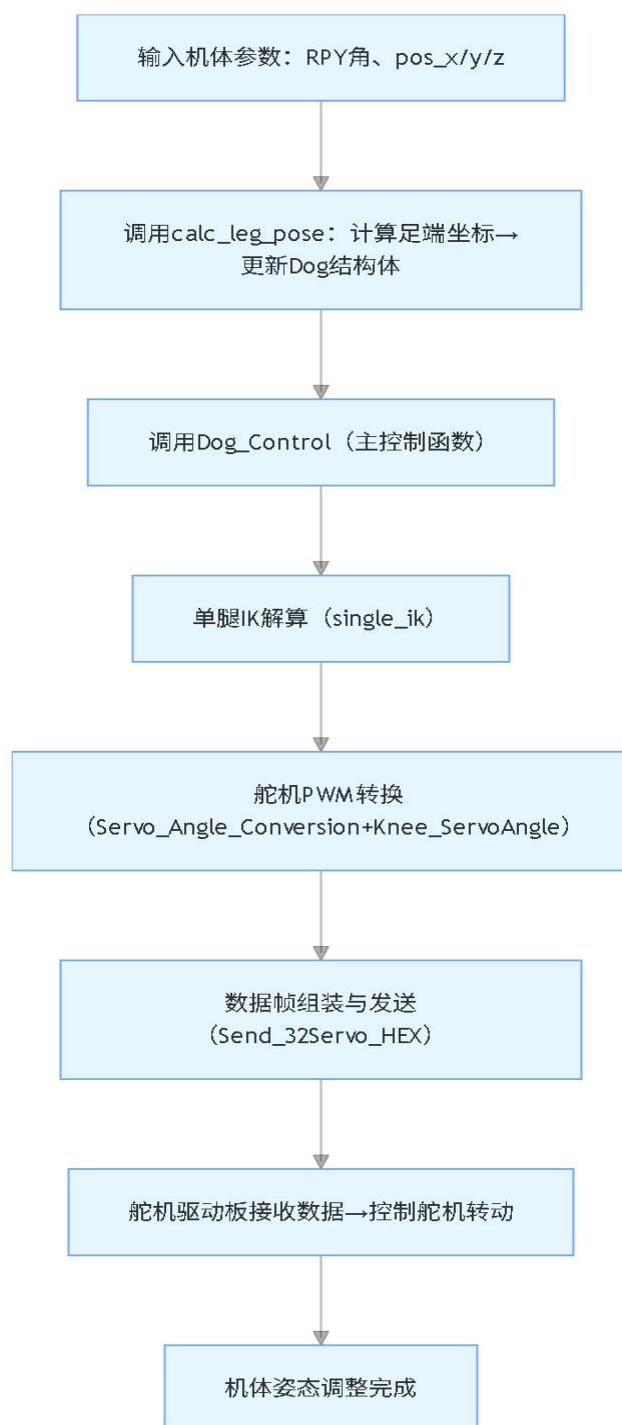 输入机体参数：RPY角、pos_x/y/z
调用calc_leg_pose：计算足端坐标→
更新Dog结构体
调用Dog_Control（主控制函数）
单腿IK解算（single_ik）
舵机PWM转换
（Servo_Angle_Conversion+Knee_ServoAngle）
数据帧组装与发送
（Send_32Servo_HEX）
舵机驱动板接收数据→控制舵机转动
机体姿态调整完成